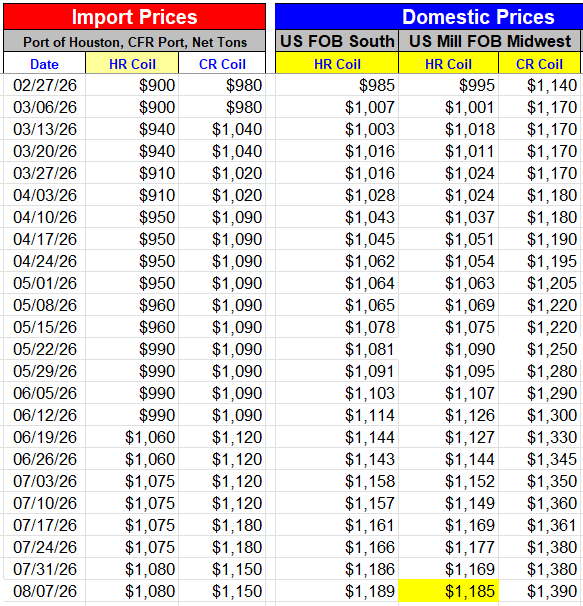 Import Prices Domestic Prices
Port of Houston, CFR Port, Net Tons US FOB South US Mill FOB Midwest
Date HR Coil CR Coil HR Coil HR Coil CR Coil
02/27/26 $900 $980 $985 $995 $1,140
03/06/26 $900 $980 $1,007 $1,001 $1,170
03/13/26 $940 $1,040 $1,003 $1,018 $1,170
03/20/26 $940 $1,040 $1,016 $1,011 $1,170
03/27/26 $910 $1,020 $1,016 $1,024 $1,170
04/03/26 $910 $1,020 $1,028 $1,024 $1,180
04/10/26 $950 $1,090 $1,043 $1,037 $1,180
04/17/26 $950 $1,090 $1,045 $1,051 $1,190
04/24/26 $950 $1,090 $1,062 $1,054 $1,195
05/01/26 $950 $1,090 $1,064 $1,063 $1,205
05/08/26 $960 $1,090 $1,065 $1,069 $1,220
05/15/26 $960 $1,090 $1,078 $1,075 $1,220
05/22/26 $990 $1,090 $1,081 $1,090 $1,250
05/29/26 $990 $1,090 $1,091 $1,095 $1,280
06/05/26 $990 $1,090 $1,103 $1,107 $1,290
06/12/26 $990 $1,090 $1,114 $1,126 $1,300
06/19/26 $1,060 $1,120 $1,144 $1,127 $1,330
06/26/26 $1,060 $1,120 $1,143 $1,144 $1,345
07/03/26 $1,075 $1,120 $1,158 $1,152 $1,350
07/10/26 $1,075 $1,120 $1,157 $1,149 $1,360
07/17/26 $1,075 $1,180 $1,161 $1,169 $1,361
07/24/26 $1,075 $1,180 $1,166 $1,177 $1,380
07/31/26 $1,080 $1,150 $1,186 $1,169 $1,380
08/07/26 $1,080 $1,150 $1,189 $1,185 $1,390